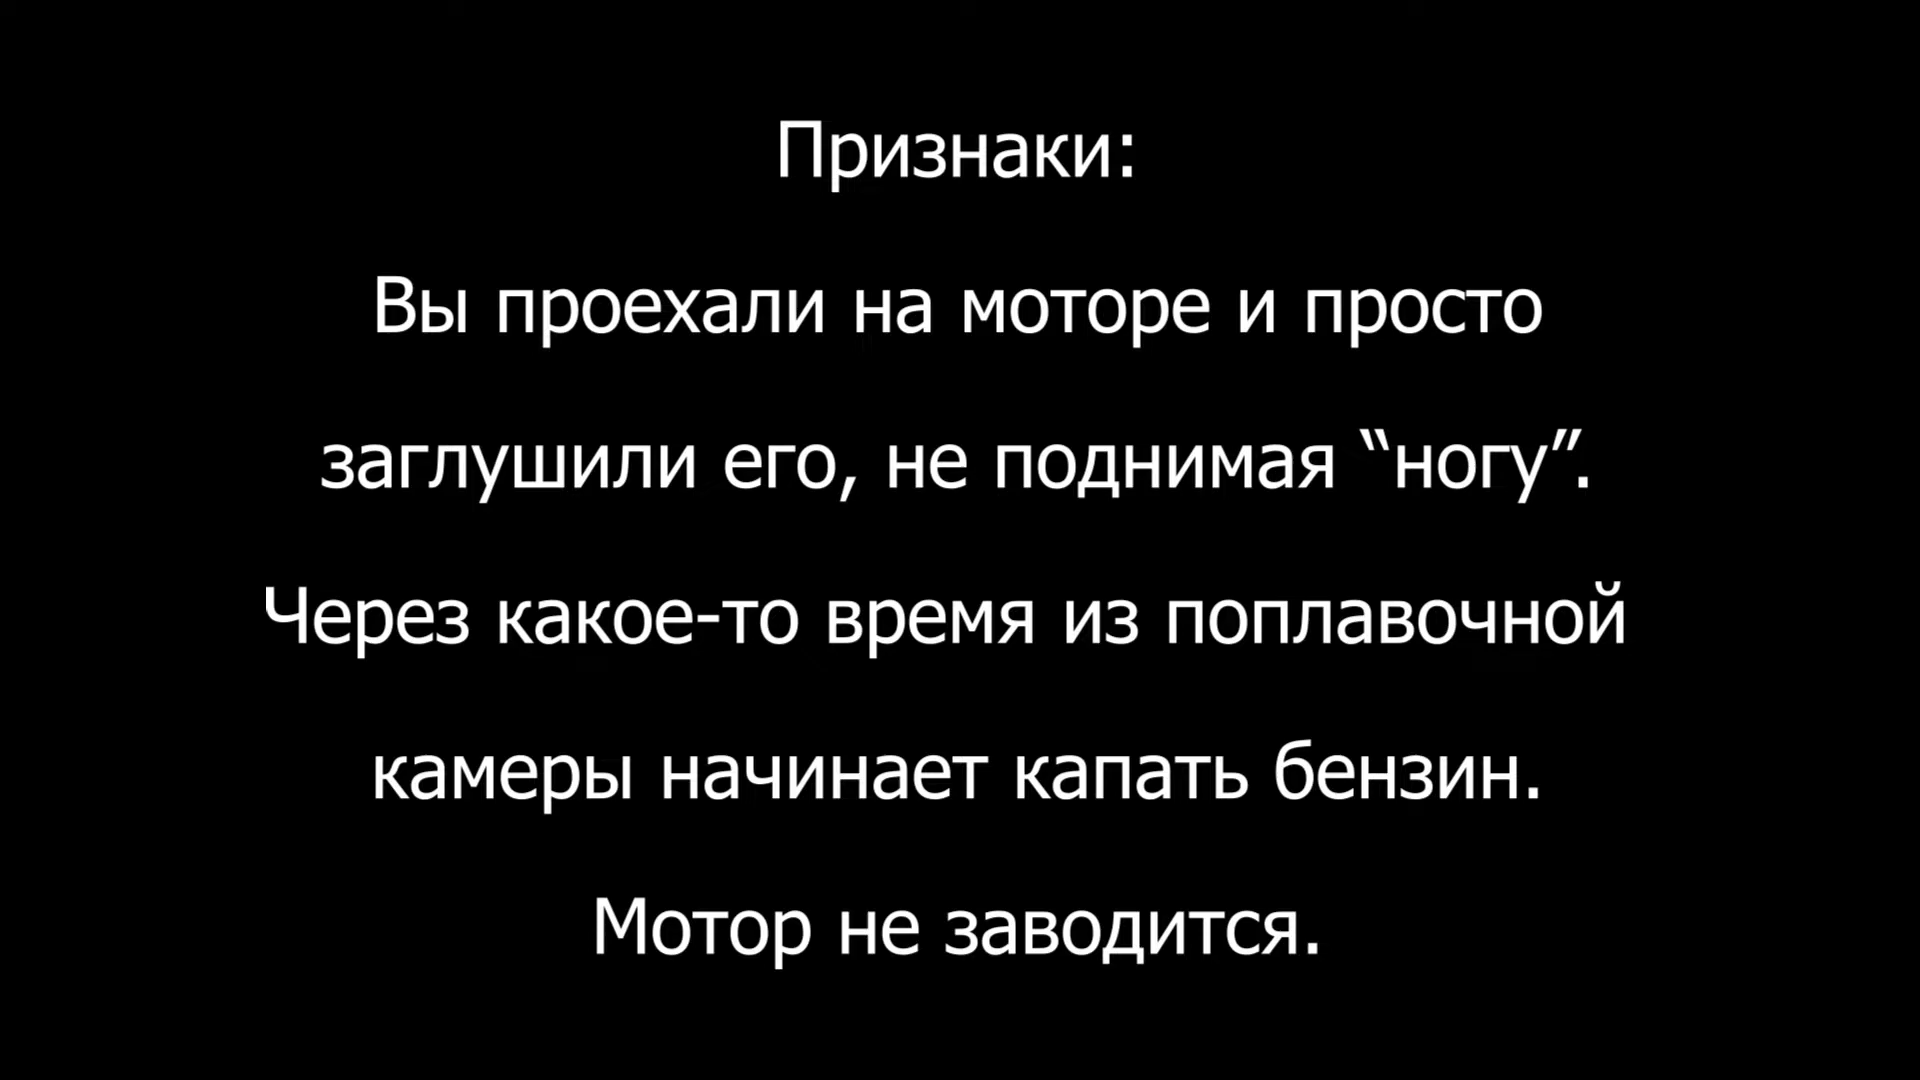 Признаки:
Вы проехали на моторе и просто
заглушили его, не поднимая “ногу”.
Через какое-то время из поплавочной
камеры начинает капать бензин.
Мотор не заводится.